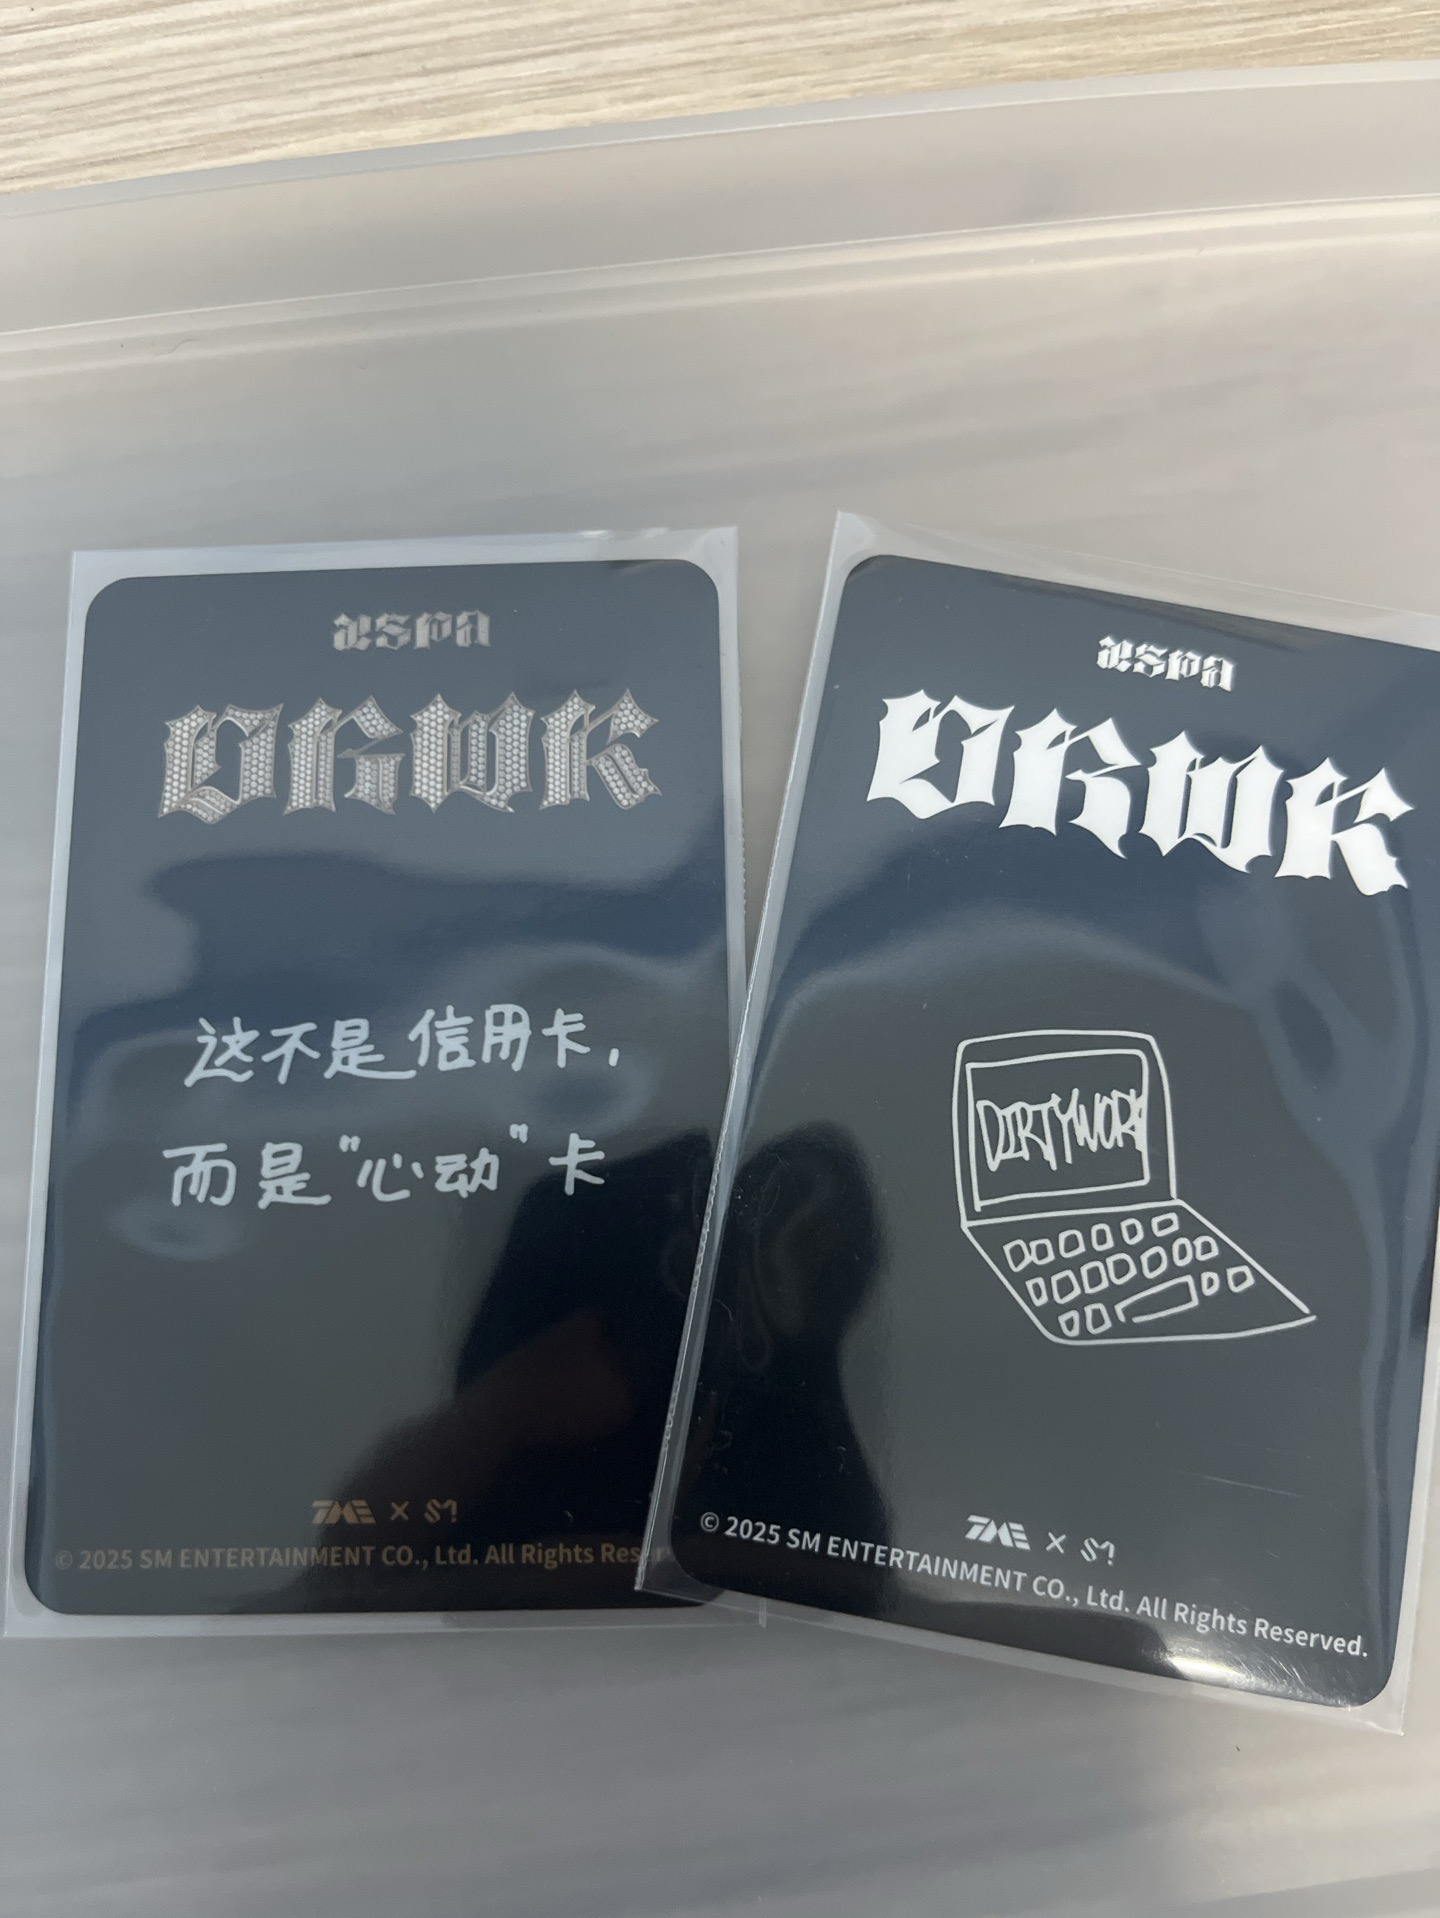 æspa
DRWK
这不是信用卡,
而是"心动"卡
TME × SM
© 2025 SM ENTERTAINMENT CO., Ltd. All Rights Reser
æspa
DRWK
DIRTYWORK
TME × SM
© 2025 SM ENTERTAINMENT CO., Ltd. All Rights Reserved.